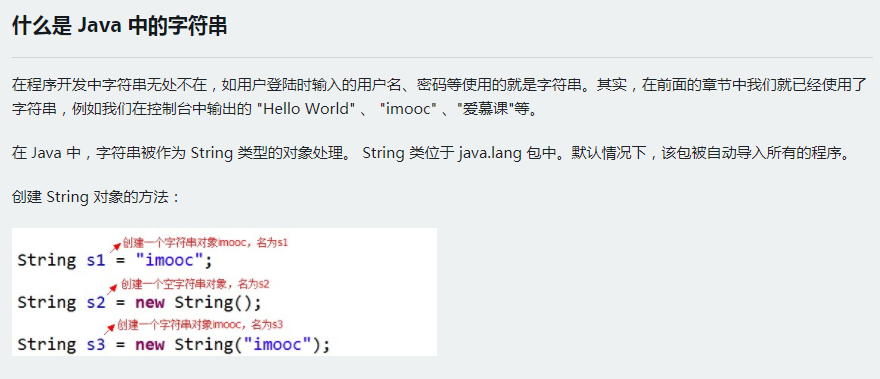 什么是 Java 中的字符串
在程序开发中字符串无处不在，如用户登陆时输入的用户名、密码等使用的就是字符串。其实，在前面的章节中我们就已经使用了
字符串，例如我们在控制台中输出的 "Hello World" 、 "imooc" 、"爱慕课"等。
在 Java 中，字符串被作为 String 类型的对象处理。 String 类位于 java.lang 包中。默认情况下，该包被自动导入所有的程序。
创建 String 对象的方法：
创建一个字符串对象imooc，名为s1
String s1 = "imooc";
创建一个空字符串对象，名为s2
String s2 = new String();
创建一个字符串对象imooc，名为s3
String s3 = new String("imooc");